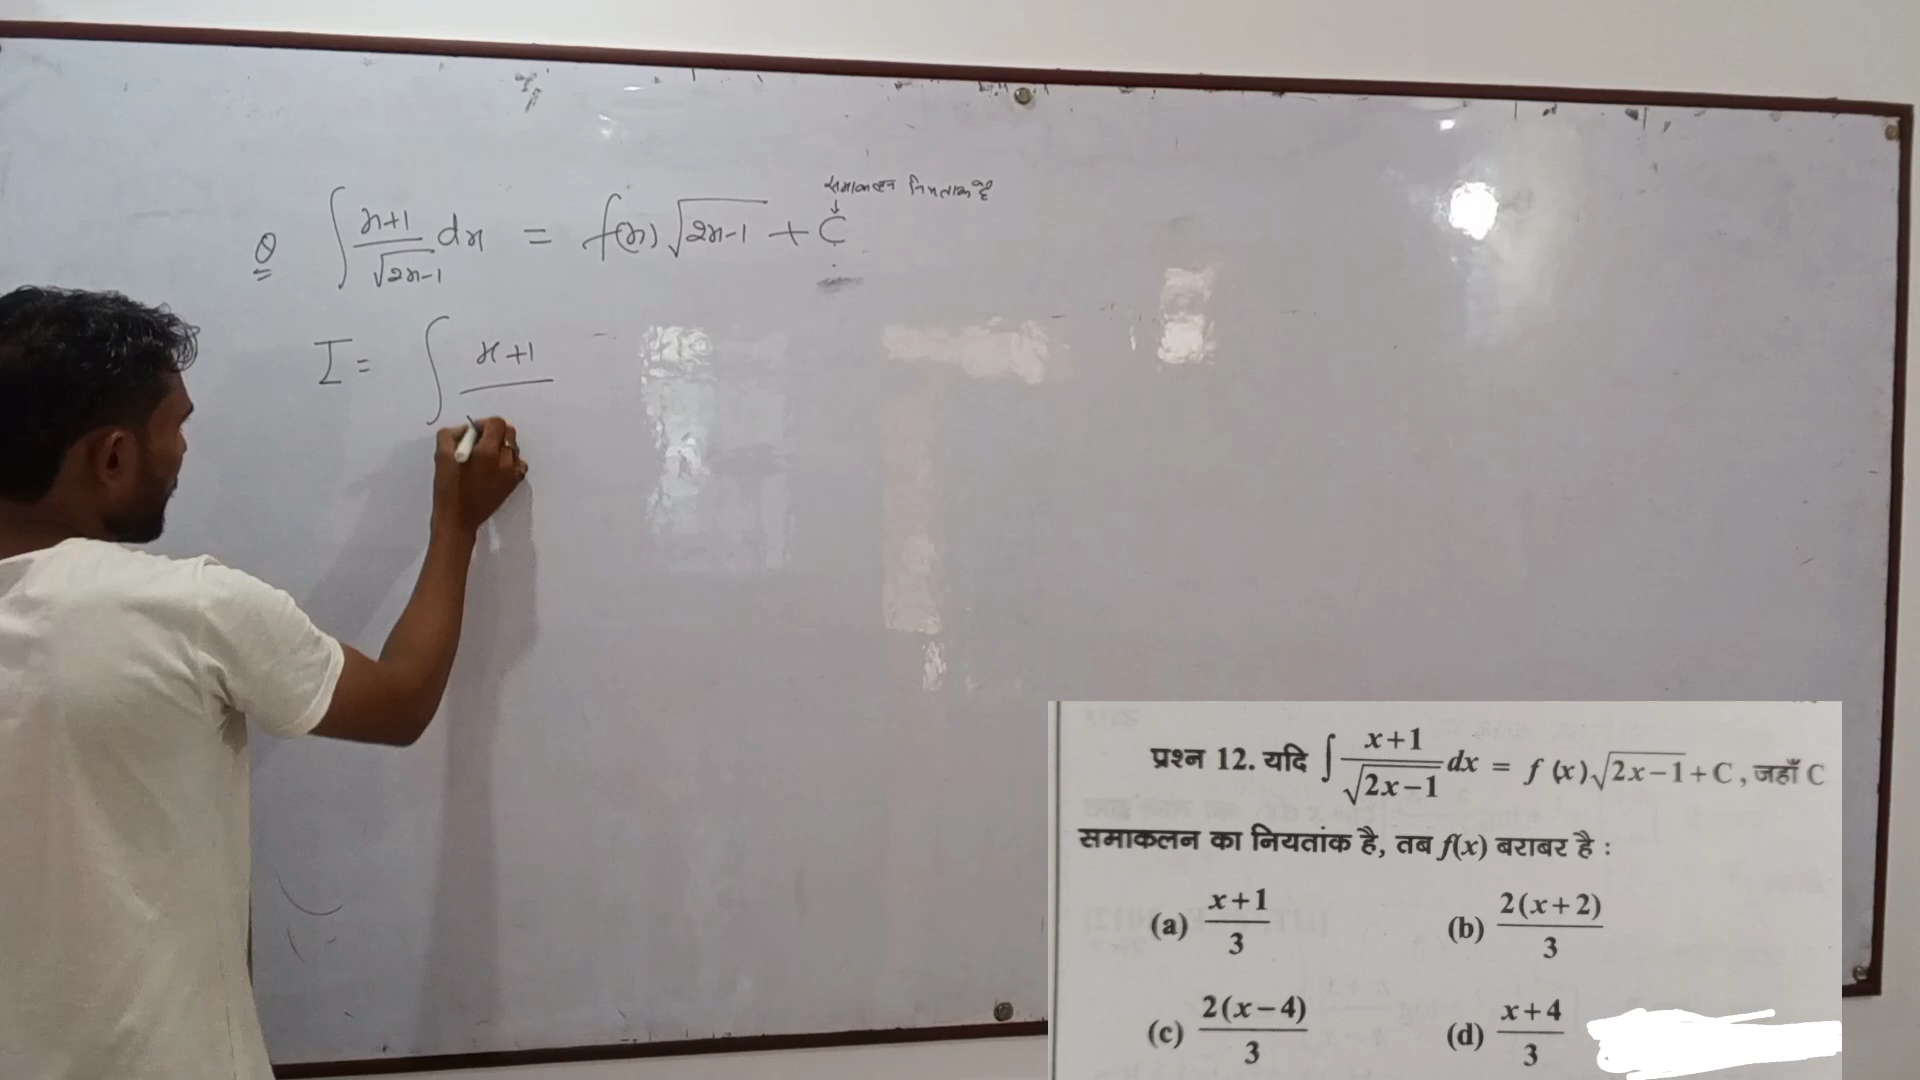 Q ∫ x+1/√2x-1 dx = f(x) √2x-1 + C
समाकलन नियतांक है
I = ∫ x+1
प्रश्न 12. यदि ∫ x+1/√2x−1 dx = f (x)√2x−1+C, जहाँ C
समाकलन का नियतांक है, तब f(x) बराबर है :
(a) x+1/3 (b) 2(x+2)/3
(c) 2(x−4)/3 (d) x+4/3